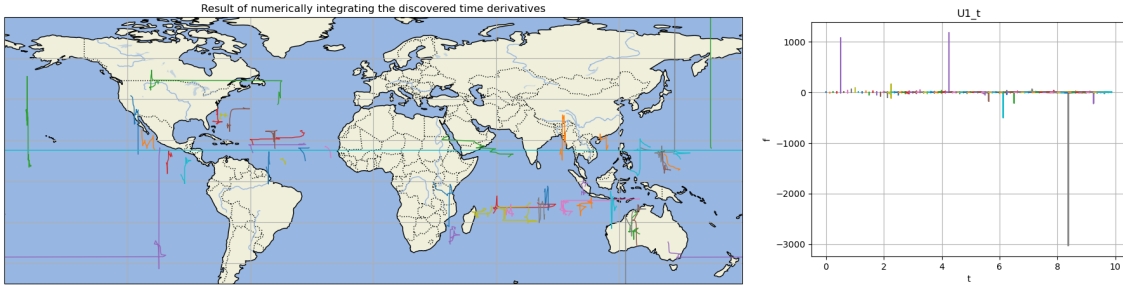 Result of numerically integrating the discovered time derivatives
U1_t
1000
0
-1000
-2000
-3000
f
0
2
4
6
8
10
t